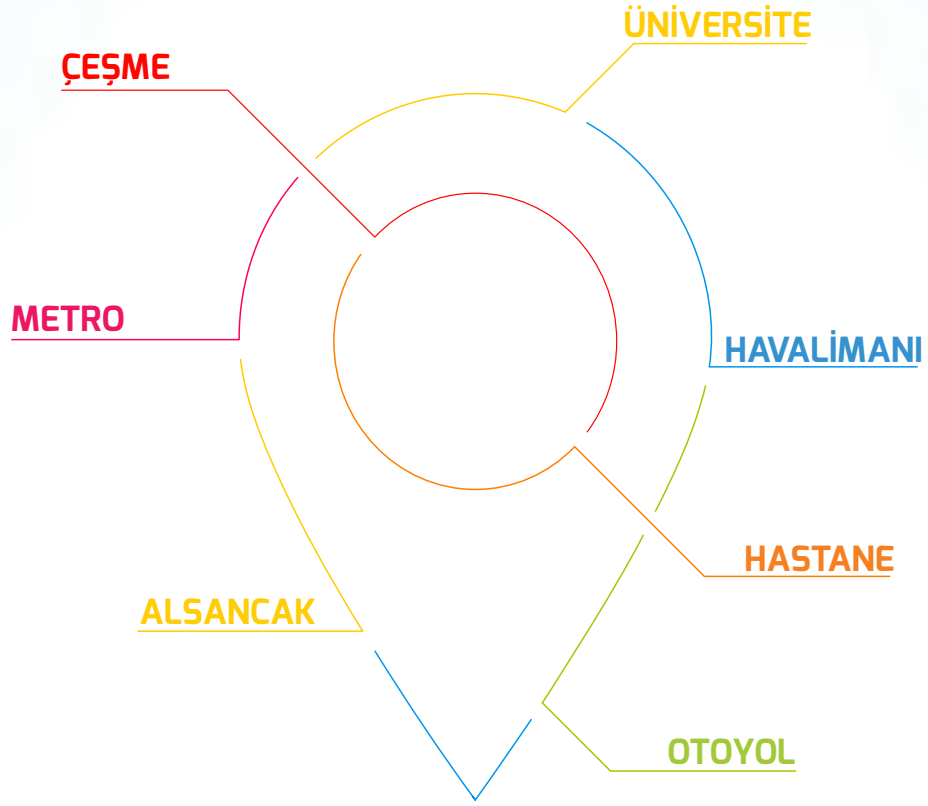 ÜNİVERSİTE
ÇEŞME
METRO
HAVALİMANI
HASTANE
ALSANCAK
OTOYOL